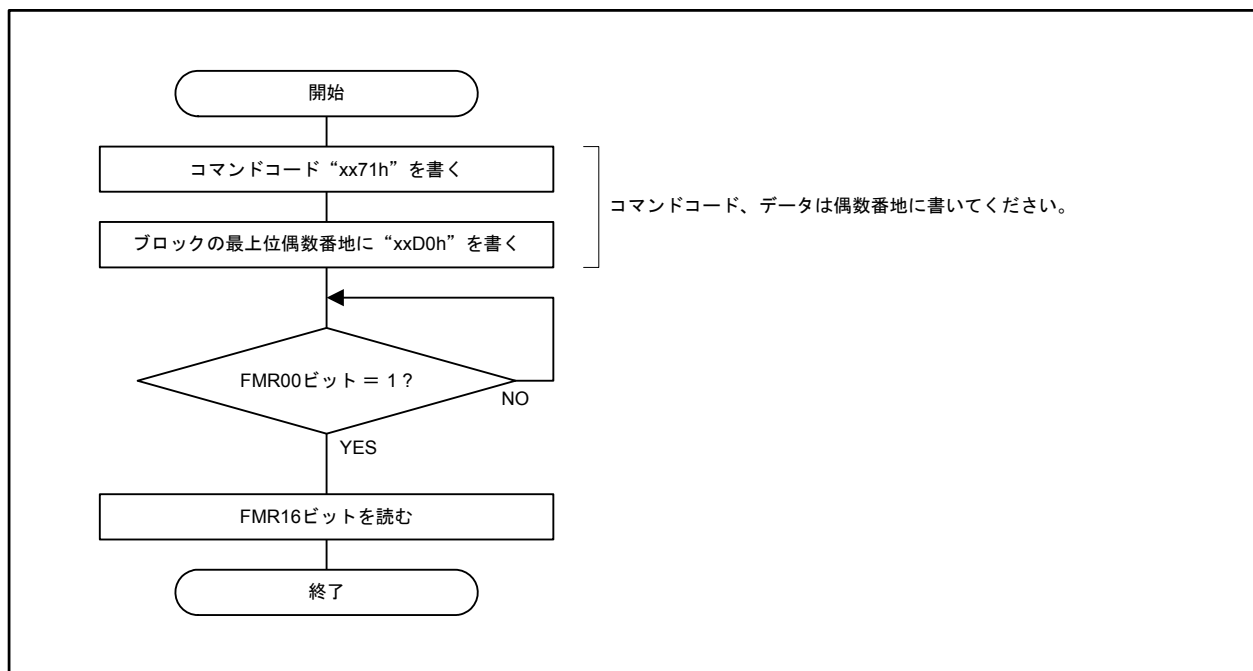 開始
コマンドコード“xx71h”を書く
コマンドコード、データは偶数番地に書いてください。
ブロックの最上位偶数番地に“xxD0h”を書く
FMR00ビット ＝ 1 ?
NO
YES
FMR16ビットを読む
終了